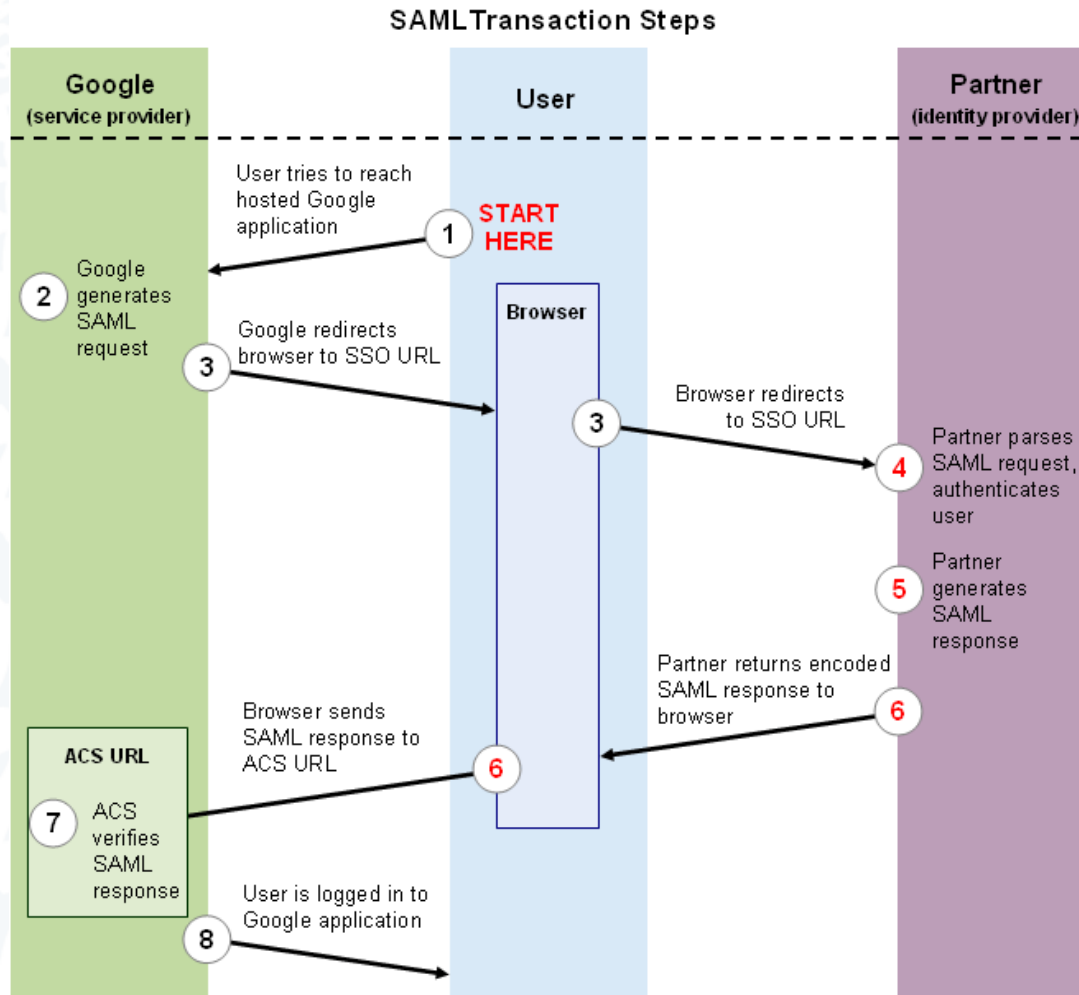 SAML Transaction Steps
Google
(service provider)
User
Partner
(identity provider)
User tries to reach
hosted Google
application
1
START
HERE
2
Google
generates
SAML
request
Browser
3
Google redirects
browser to SSO URL
3
Browser redirects
to SSO URL
4
Partner parses
SAML request,
authenticates
user
5
Partner
generates
SAML
response
Partner returns encoded
SAML response to
browser
6
Browser sends
SAML response to
ACS URL
6
ACS URL
7
ACS
verifies
SAML
response
User is logged in to
Google application
8